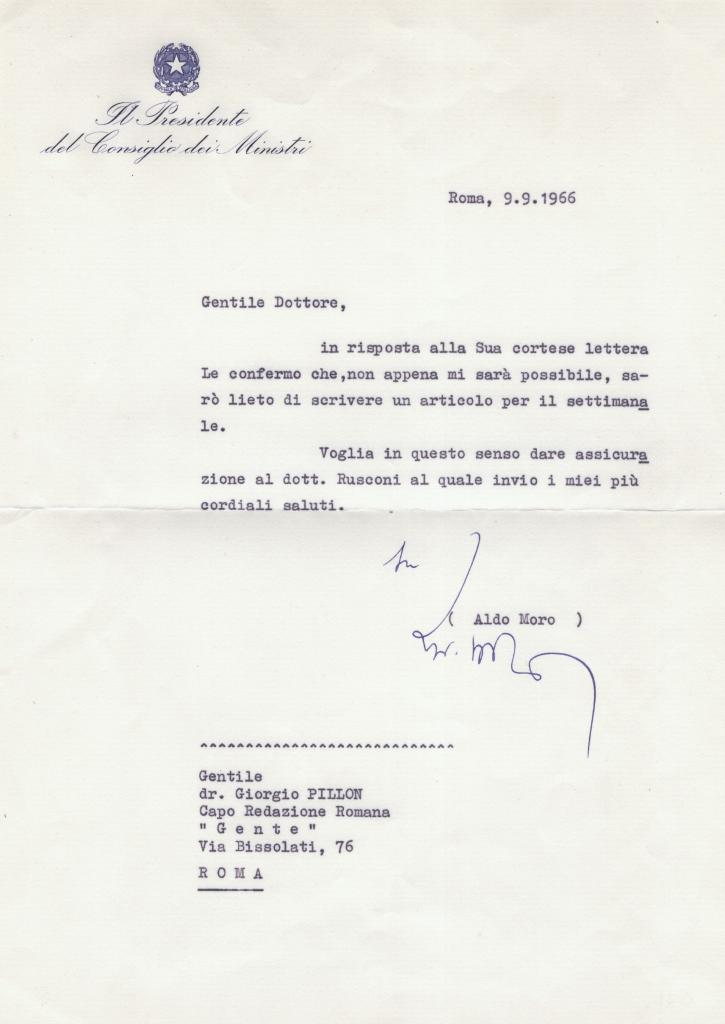 Il Presidente
del Consiglio dei Ministri
Roma, 9.9.1966
Gentile Dottore,
in risposta alla Sua cortese lettera
Le confermo che,non appena mi sarà possibile, sa-
rò lieto di scrivere un articolo per il settimana
le.
Voglia in questo senso dare assicura
zione al dott. Rusconi al quale invio i miei più
cordiali saluti.
( Aldo Moro )
^^^^^^^^^^^^^^^^^^^^^^^^^^^^
Gentile
dr. Giorgio PILLON
Capo Redazione Romana
" G e n t e "
Via Bissolati, 76
R O M A